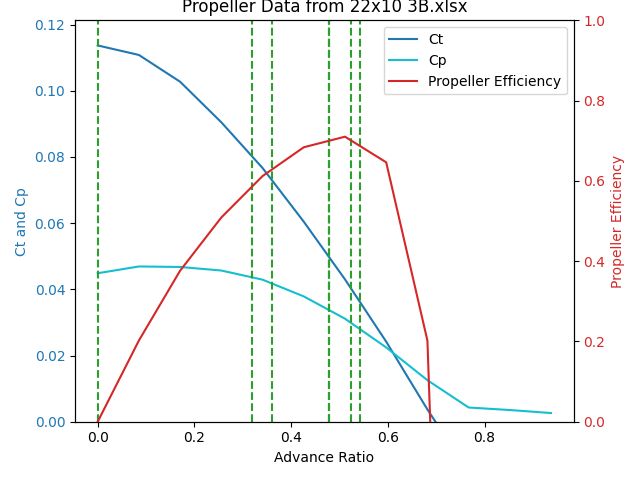 Propeller Data from 22x10 3B.xlsx
Ct
Cp
Propeller Efficiency
0.12
0.10
0.08
0.06
0.04
0.02
0.00
Ct and Cp
1.0
0.8
0.6
0.4
0.2
0.0
Propeller Efficiency
0.0 0.2 0.4 0.6 0.8
Advance Ratio